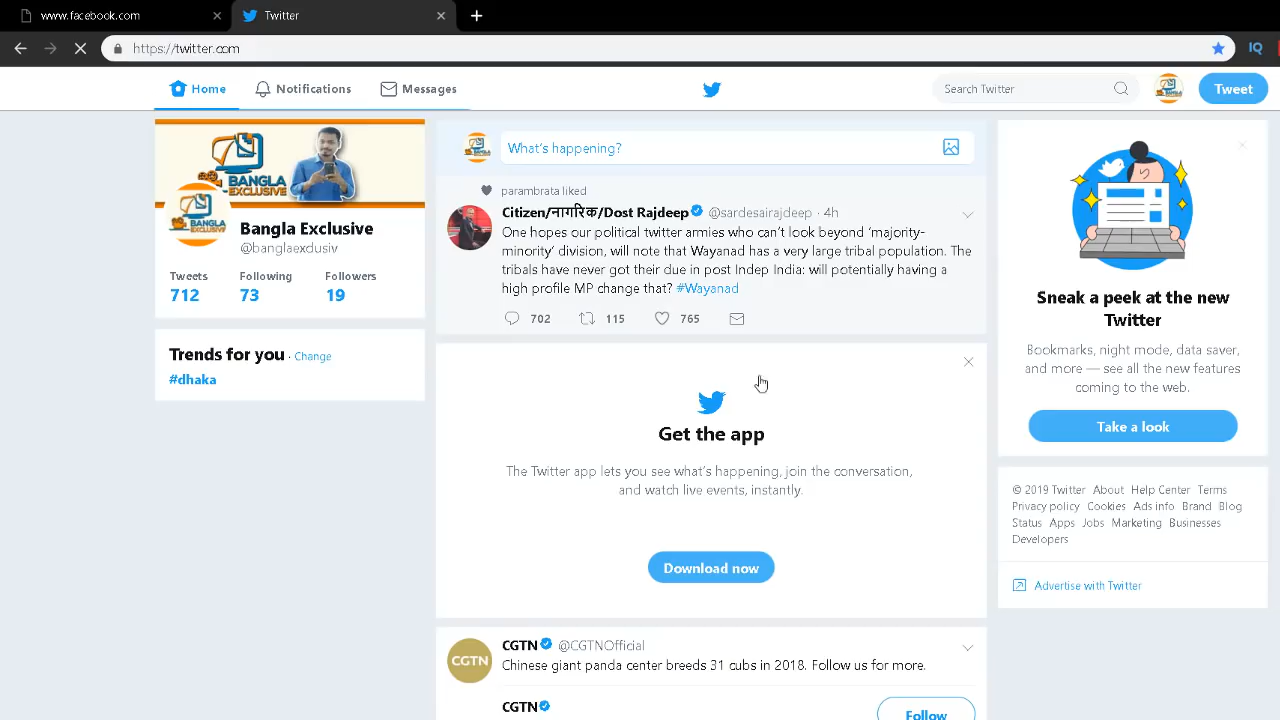 www.facebook.com
Twitter
https://twitter.com
IQ
Home
Notifications
Messages
Search Twitter
Tweet
BANGLA
EXCLUSIVE
Bangla Exclusive
@banglaexclusiv
Tweets
Following
Followers
712
73
19
Trends for you · Change
#dhaka
What's happening?
parambrata liked
Citizen/नागरिक/Dost Rajdeep @sardesairajdeep · 4h
One hopes our political twitter armies who can't look beyond 'majority-
minority' division, will note that Wayanad has a very large tribal population. The
tribals have never got their due in post Indep India: will potentially having a
high profile MP change that? #Wayanad
702
115
765
Get the app
The Twitter app lets you see what's happening, join the conversation,
and watch live events, instantly.
Download now
CGTN
CGTN @CGTNOfficial
Chinese giant panda center breeds 31 cubs in 2018. Follow us for more.
CGTN
Follow
Sneak a peek at the new
Twitter
Bookmarks, night mode, data saver,
and more — see all the new features
coming to the web.
Take a look
© 2019 Twitter About Help Center Terms
Privacy policy Cookies Ads info Brand Blog
Status Apps Jobs Marketing Businesses
Developers
Advertise with Twitter